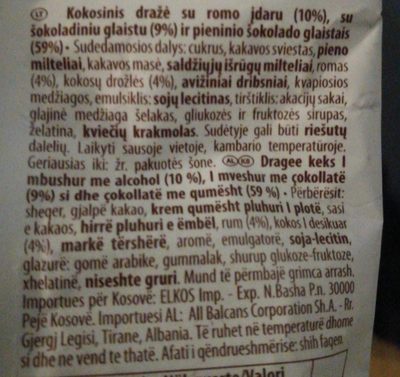 LT Kokosinis dražė su romo įdaru (10%), su
šokoladiniu glaistu (9%) ir pieninio šokolado glaistais
(59%)• Sudedamosios dalys: cukrus, kakavos sviestas, pieno
milteliai, kakavos masė, saldžiųjų išrūgų milteliai, romas
(4%), kokosų drožlės (4%), avižiniai dribsniai, kvapiosios
medžiagos, emulsiklis: sojų lecitinas, tirštiklis: akacijų sakai,
glajinė medžiaga šelakas, gliukozės ir fruktozės sirupas,
želatina, kviečių krakmolas. Sudėtyje gali būti riešutų
dalelių. Laikyti sausoje vietoje, kambario temperatūroje.
Geriausias iki: žr. pakuotės šone. AL KS Dragee keks I
mbushur me alcohol (10 %), I mveshur me çokollatë
(9%) si dhe çokollatë me qumësht (59 %) • Përbërësit:
sheqer, gjalpë kakao, krem qumësht pluhuri I plotë, sasi
e kakaos, hirrë pluhuri e ëmbël, rum (4%), kokos I desikuar
(4%), markë tërshërë, aromë, emulgatorë, soja-lecitin,
glazurë: gomë arabike, gummalak, shurup glukoze-fruktoze,
xhelatinë, niseshte gruri. Mund të përmbajë grimca arrash.
Importues për Kosovë: ELKOS Imp. - Exp. N.Basha P.n. 30000
Pejë Kosovë. Importuesi AL: All Balcans Corporation Sh.A. - Rr.
Gjergj Legisi, Tirane, Albania. Të ruhet në temperaturë dhome
si dhe ne vend te thatë. Afati i qëndrueshmërise: shih faqen